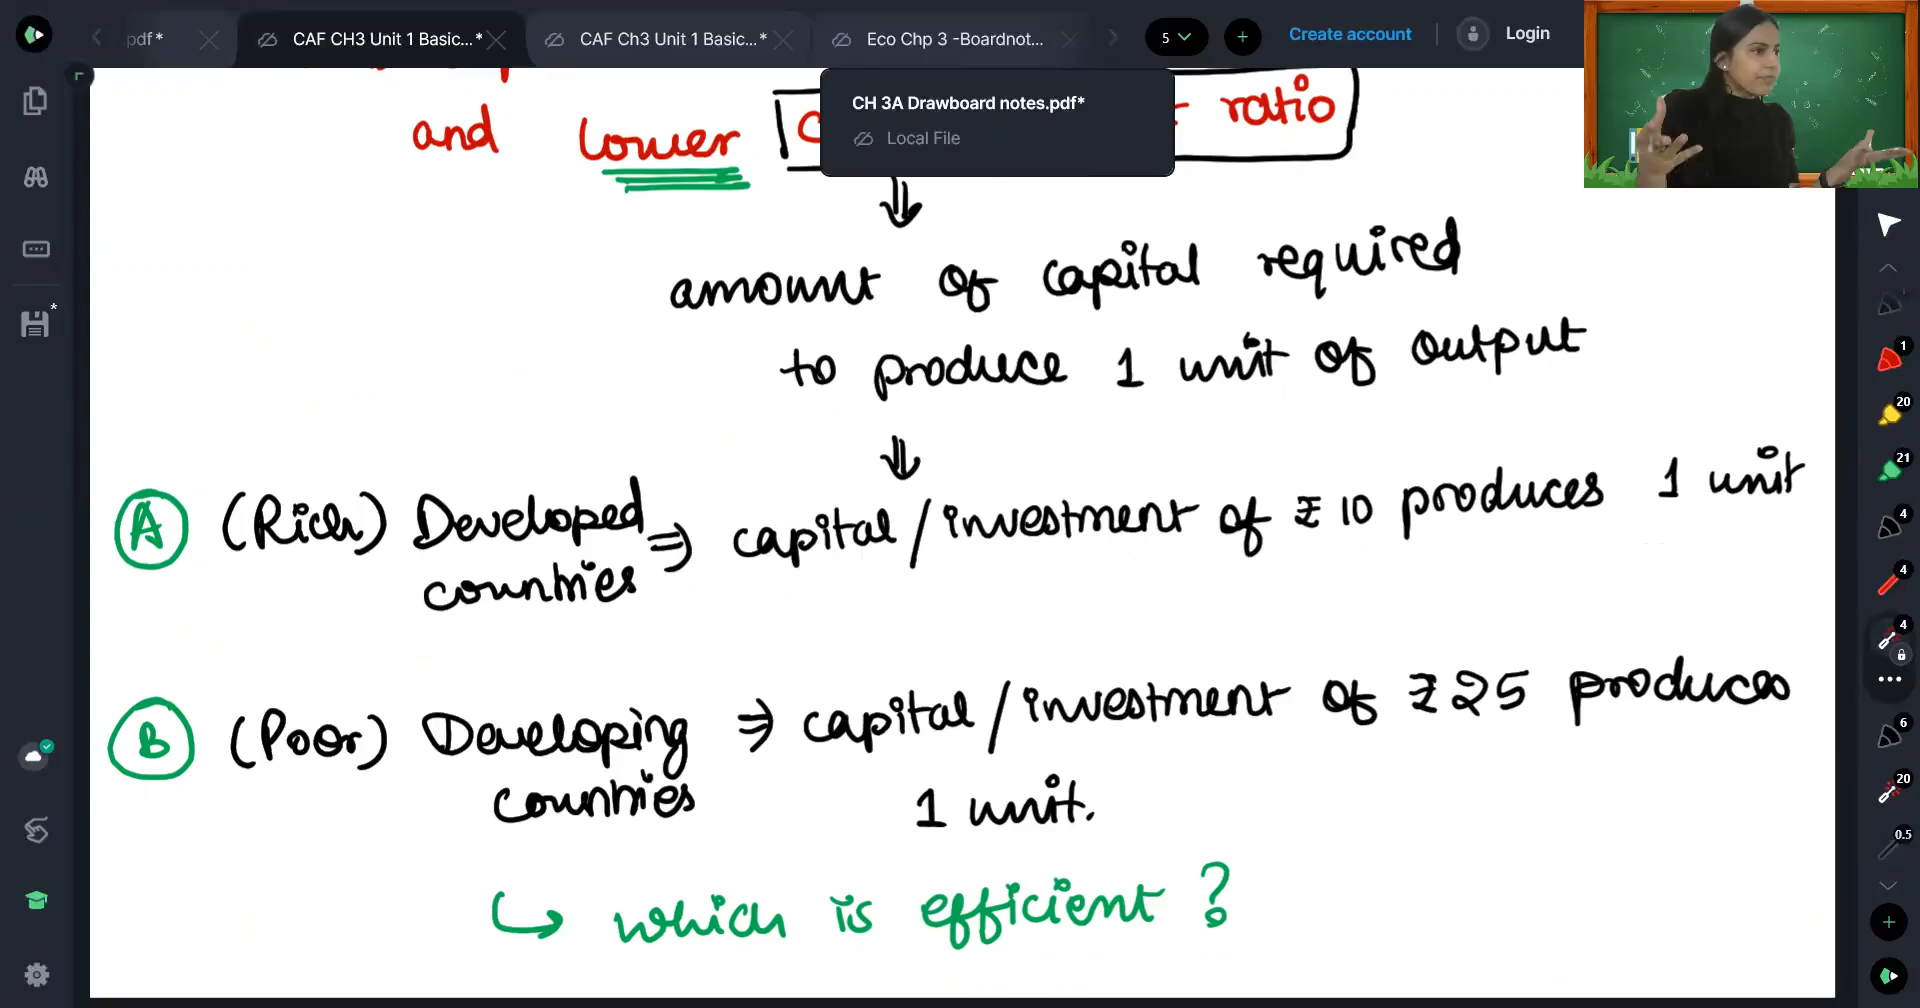 .pdf *
CAF CH3 Unit 1 Basic...*
CAF Ch3 Unit 1 Basic...*
Eco Chp 3 -Boardnot...
5
Create account
Login
CH 3A Drawboard notes.pdf*
Local File
and lower ratio
amount of capital required
to produce 1 unit of output
A (Rich) Developed countries ⇒ capital / investment of ₹ 10 produces 1 unit
B (Poor) Developing countries ⇒ capital / investment of ₹ 25 produces
1 unit.
↳ which is efficient ?
1
20
21
4
4
4
6
20
0.5